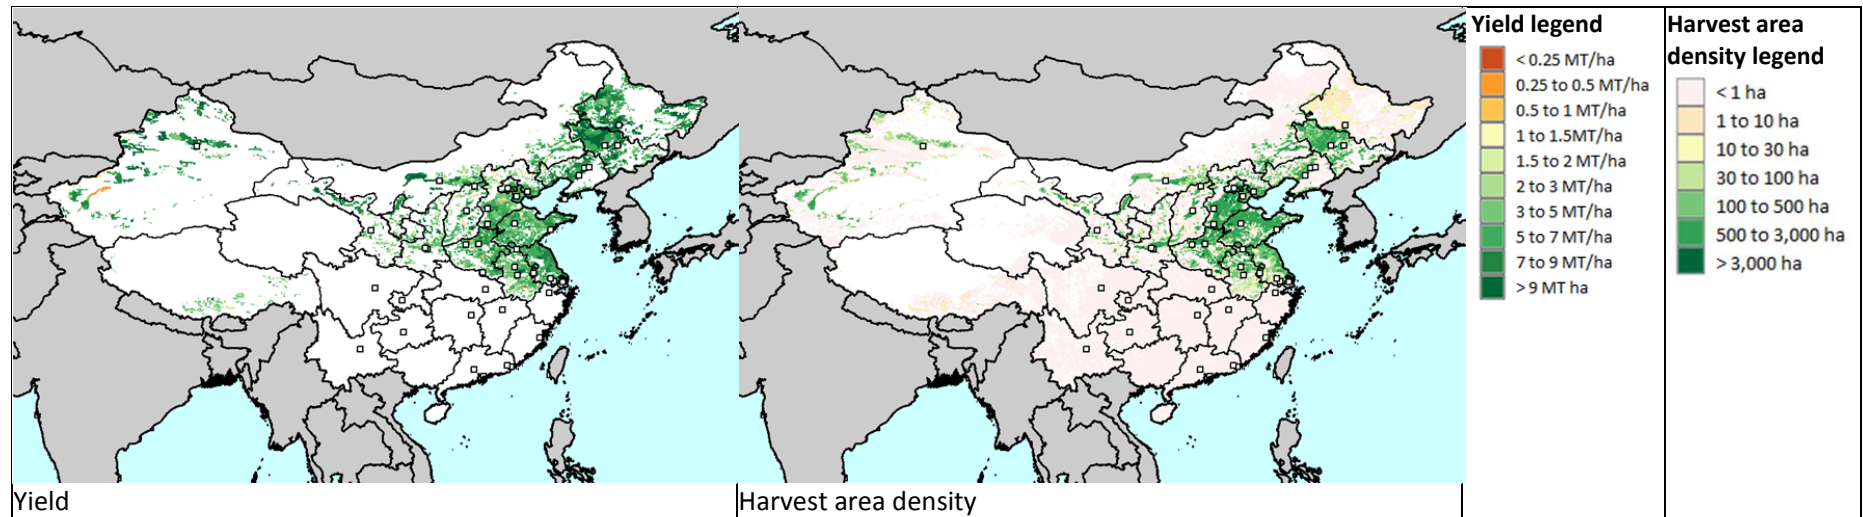 Yield legend
< 0.25 MT/ha
0.25 to 0.5 MT/ha
0.5 to 1 MT/ha
1 to 1.5MT/ha
1.5 to 2 MT/ha
2 to 3 MT/ha
3 to 5 MT/ha
5 to 7 MT/ha
7 to 9 MT/ha
> 9 MT ha
Harvest area
density legend
< 1 ha
1 to 10 ha
10 to 30 ha
30 to 100 ha
100 to 500 ha
500 to 3,000 ha
> 3,000 ha
Yield
Harvest area density